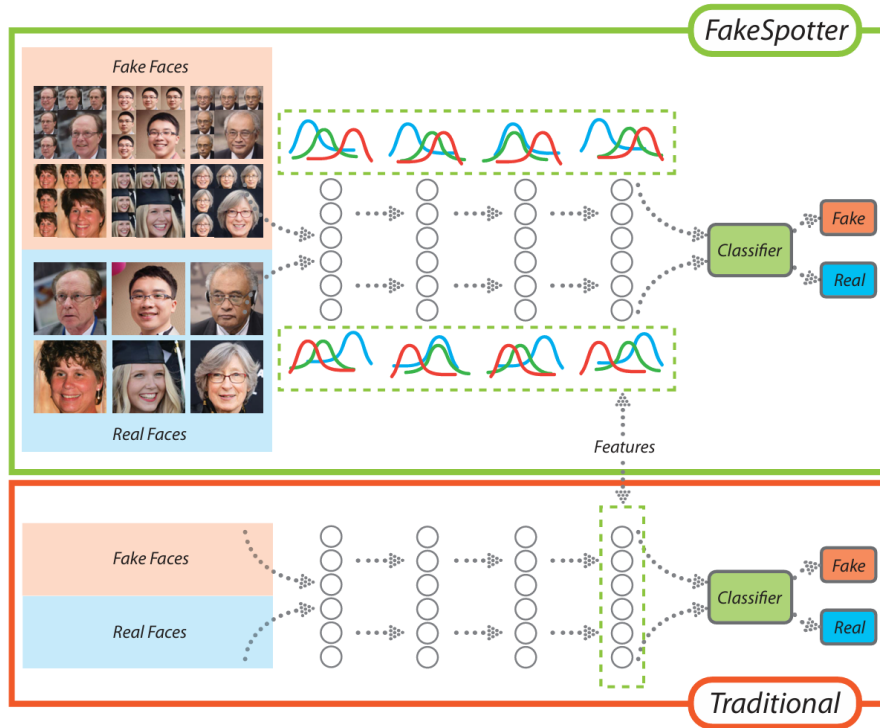 FakeSpotter
Fake Faces
Real Faces
Classifier
Fake
Real
Features
Fake Faces
Real Faces
Classifier
Fake
Real
Traditional